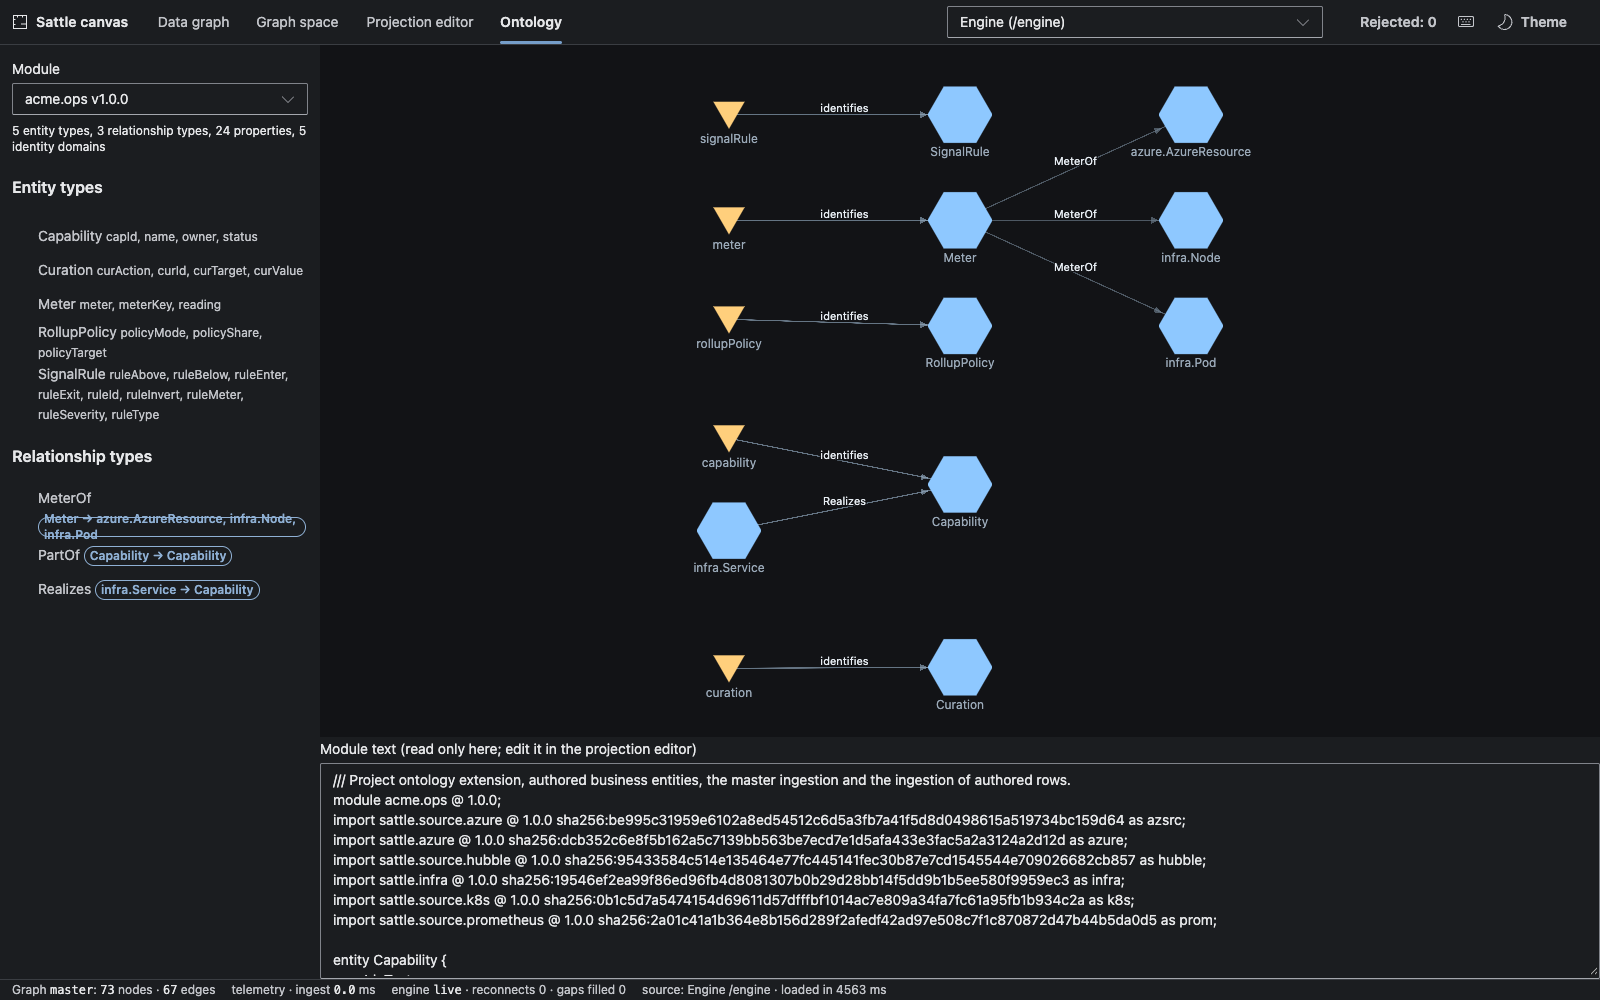 Sattle canvas
Data graph
Graph space
Projection editor
Ontology
Engine (/engine)
Rejected: 0
Theme
Module
acme.ops v1.0.0
5 entity types, 3 relationship types, 24 properties, 5
identity domains
Entity types
Capability capId, name, owner, status
Curation curAction, curId, curTarget, curValue
Meter meter, meterKey, reading
RollupPolicy policyMode, policyShare,
policyTarget
SignalRule ruleAbove, ruleBelow, ruleEnter,
ruleExit, ruleId, ruleInvert, ruleMeter,
ruleSeverity, ruleType
Relationship types
MeterOf
Meter → azure.AzureResource, infra.Node,
infra.Pod
PartOf Capability → Capability
Realizes infra.Service → Capability
identifies
signalRule
SignalRule
azure.AzureResource
MeterOf
identifies
MeterOf
meter
Meter
infra.Node
MeterOf
identifies
rollupPolicy
RollupPolicy
infra.Pod
identifies
capability
Realizes
Capability
infra.Service
identifies
curation
Curation
Module text (read only here; edit it in the projection editor)
/// Project ontology extension, authored business entities, the master ingestion and the ingestion of authored rows.
module acme.ops @ 1.0.0;
import sattle.source.azure @ 1.0.0 sha256:be995c31959e6102a8ed54512c6d5a3fb7a41f5d8d0498615a519734bc159d64 as azsrc;
import sattle.azure @ 1.0.0 sha256:dcb352c6e8f5b162a5c7139bb563be7ecd7e1d5afa433e3fac5a2a3124a2d12d as azure;
import sattle.source.hubble @ 1.0.0 sha256:95433584c514e135464e77fc445141fec30b87e7cd1545544e709026682cb857 as hubble;
import sattle.infra @ 1.0.0 sha256:19546ef2ea99f86ed96fb4d8081307b0b29d28bb14f5dd9b1b5ee580f9959ec3 as infra;
import sattle.source.k8s @ 1.0.0 sha256:0b1c5d7a5474154d69611d57dfffbf1014ac7e809a34fa7fc61a95fb1b934c2a as k8s;
import sattle.source.prometheus @ 1.0.0 sha256:2a01c41a1b364e8b156d289f2afedf42ad97e508c7f1c870872d47b44b5da0d5 as prom;
entity Capability {
Graph master: 73 nodes · 67 edges
telemetry · ingest 0.0 ms
engine live · reconnects 0 · gaps filled 0
source: Engine /engine · loaded in 4563 ms